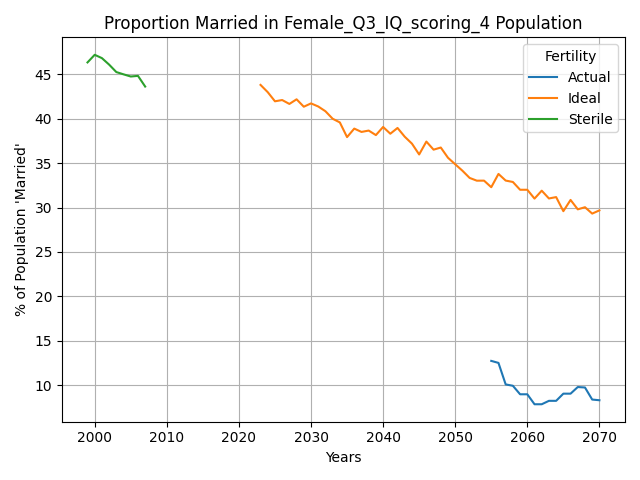 Proportion Married in Female_Q3_IQ_scoring_4 Population
Fertility
Actual
Ideal
Sterile
% of Population 'Married'
45
40
35
30
25
20
15
10
2000 2010 2020 2030 2040 2050 2060 2070
Years